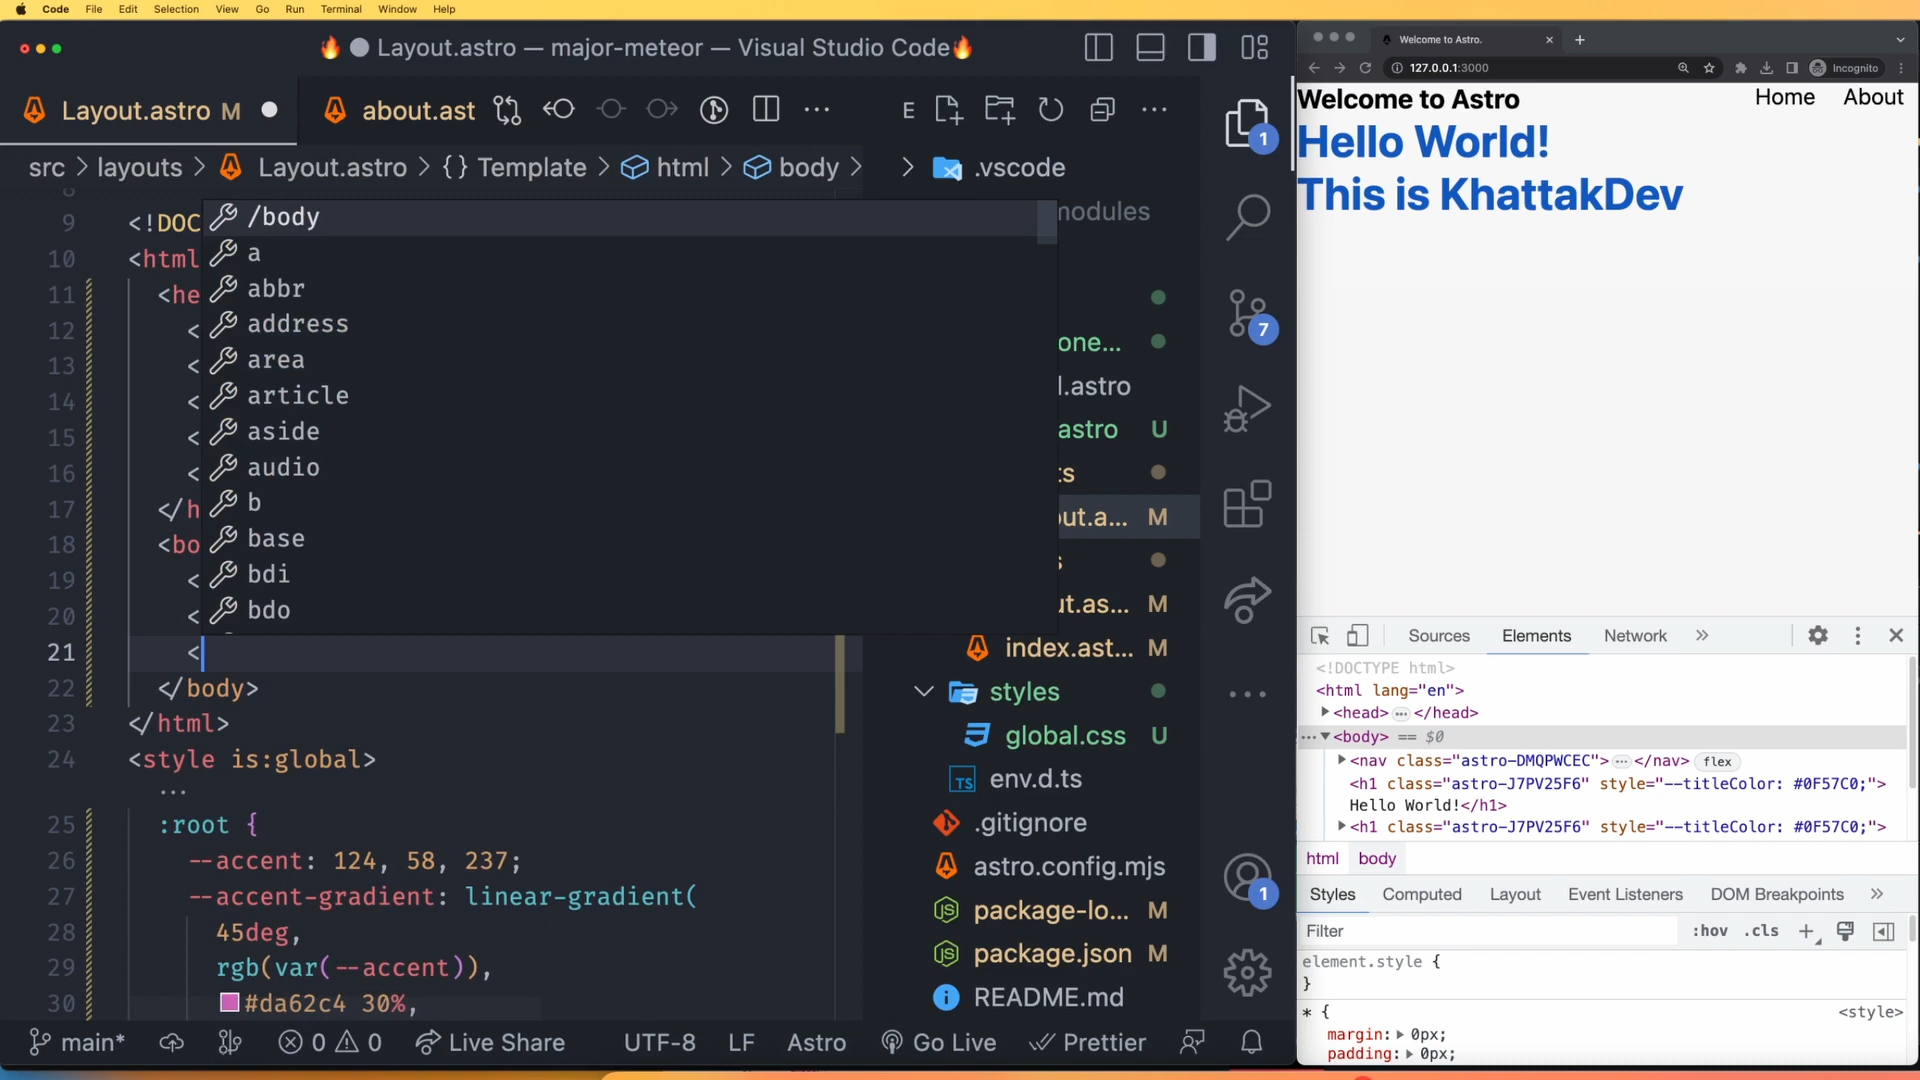 Code File Edit Selection View Go Run Terminal Window Help
🔥 ● Layout.astro — major-meteor — Visual Studio Code🔥
Layout.astro M
about.ast
E
src > layouts > Layout.astro > {} Template > html > body >
8
9 <!DOC
10 <html
11 <he
12 <
13 <
14 <
15 <
16 <
17 </h
18 <bo
19 <
20 <
21 <
22 </body>
23 </html>
24 <style is:global>
...
25 :root {
26 --accent: 124, 58, 237;
27 --accent-gradient: linear-gradient(
28 45deg,
29 rgb(var(--accent)),
30 #da62c4 30%,
/body
a
abbr
address
area
article
aside
audio
b
base
bdi
bdo
.vscode
modules
one...
l.astro
astro U
ts
out.a... M
s
ut.as... M
index.ast... M
styles
global.css U
TS env.d.ts
.gitignore
astro.config.mjs
package-lo... M
package.json M
README.md
1
7
1
main* 0 0 Live Share UTF-8 LF Astro Go Live Prettier
Welcome to Astro.
127.0.0.1:3000
Incognito
Welcome to Astro
Home About
Hello World!
This is KhattakDev
Sources Elements Network »
<!DOCTYPE html>
<html lang="en">
<head> ... </head>
... <body> == $0
<nav class="astro-DMQPWCEC"> ... </nav> flex
<h1 class="astro-J7PV25F6" style="--titleColor: #0F57C0;">
Hello World!</h1>
<h1 class="astro-J7PV25F6" style="--titleColor: #0F57C0;">
html body
Styles Computed Layout Event Listeners DOM Breakpoints »
Filter :hov .cls +
element.style {
}
* { <style>
margin: 0px;
padding: 0px;